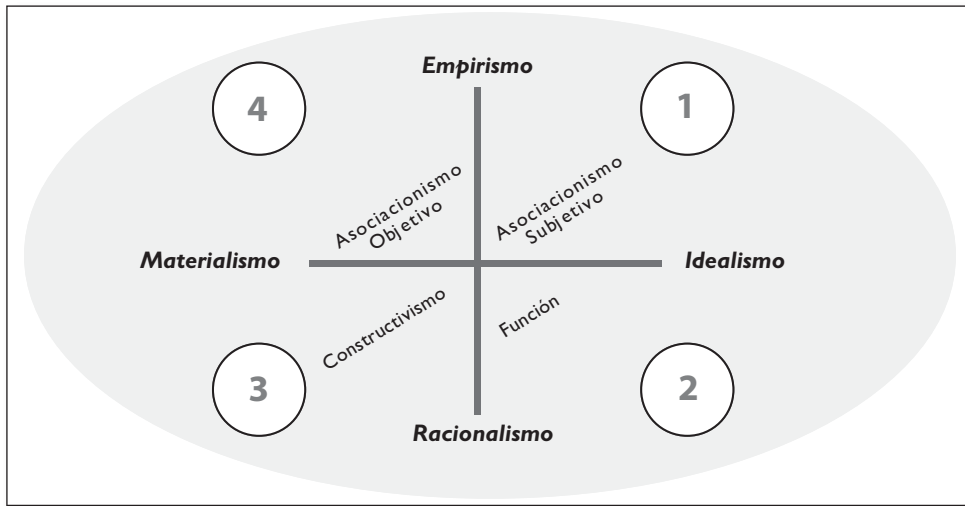 Empirismo
4
1
Asociacionismo
Objetivo
Asociacionismo
Subjetivo
Materialismo
Idealismo
Constructivismo
Función
3
2
Racionalismo